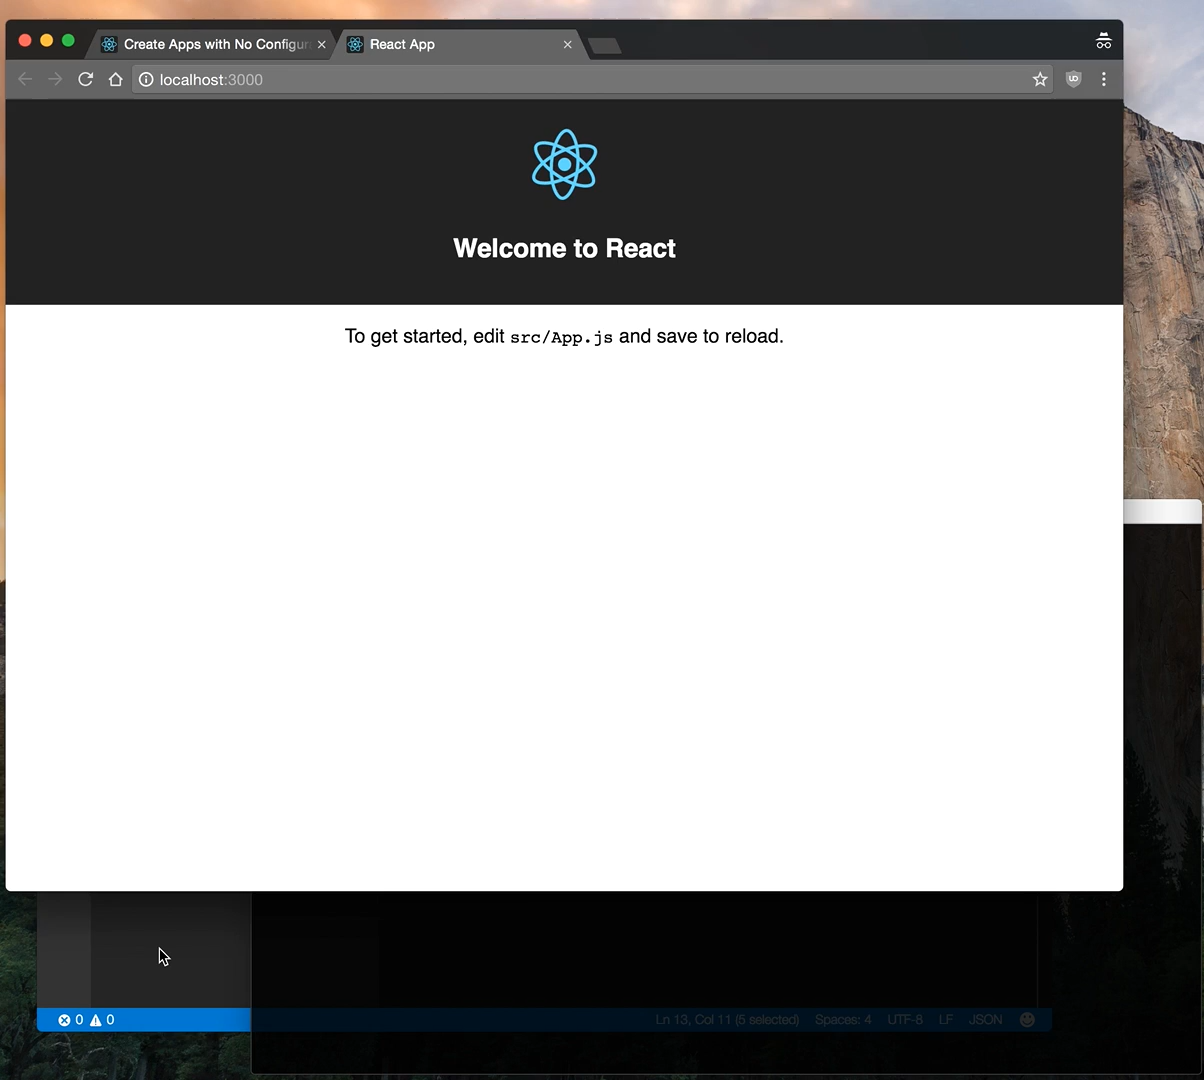 Create Apps with No Configur
React App
localhost:3000
Welcome to React
To get started, edit src/App.js and save to reload.
0 0
Ln 13, Col 11 (5 selected) Spaces: 4 UTF-8 LF JSON